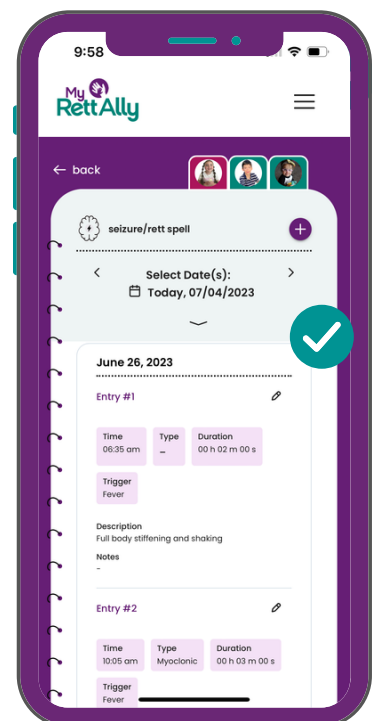 9:58
My
RettAlly
← back
seizure/rett spell
+
< Select Date(s): >
Today, 07/04/2023
June 26, 2023
Entry #1
Time Type Duration
06:35 am – 00 h 02 m 00 s
Trigger
Fever
Description
Full body stiffening and shaking
Notes
-
Entry #2
Time Type Duration
10:05 am Myoclonic 00 h 03 m 00 s
Trigger
Fever